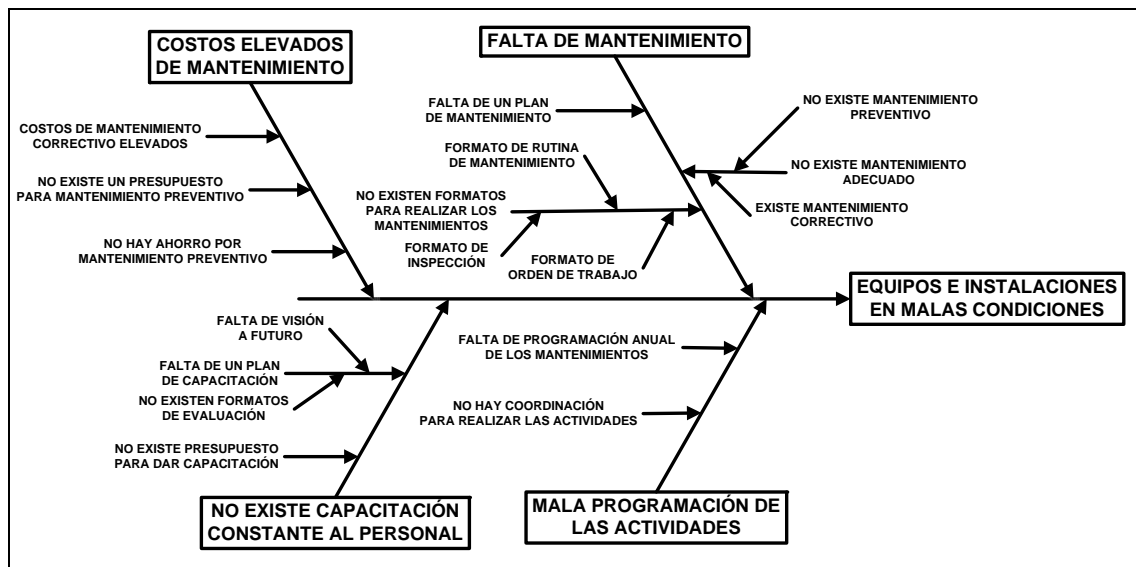 COSTOS ELEVADOS
DE MANTENIMIENTO
FALTA DE MANTENIMIENTO
COSTOS DE MANTENIMIENTO
CORRECTIVO ELEVADOS
NO EXISTE UN PRESUPUESTO
PARA MANTENIMIENTO PREVENTIVO
NO HAY AHORRO POR
MANTENIMIENTO PREVENTIVO
FALTA DE UN PLAN
DE MANTENIMIENTO
FORMATO DE RUTINA
DE MANTENIMIENTO
NO EXISTEN FORMATOS
PARA REALIZAR LOS
MANTENIMIENTOS
FORMATO DE
INSPECCIÓN
FORMATO DE
ORDEN DE TRABAJO
NO EXISTE MANTENIMIENTO
PREVENTIVO
NO EXISTE MANTENIMIENTO
ADECUADO
EXISTE MANTENIMIENTO
CORRECTIVO
EQUIPOS E INSTALACIONES
EN MALAS CONDICIONES
FALTA DE VISIÓN
A FUTURO
FALTA DE UN PLAN
DE CAPACITACIÓN
NO EXISTEN FORMATOS
DE EVALUACIÓN
NO EXISTE PRESUPUESTO
PARA DAR CAPACITACIÓN
FALTA DE PROGRAMACIÓN ANUAL
DE LOS MANTENIMIENTOS
NO HAY COORDINACIÓN
PARA REALIZAR LAS ACTIVIDADES
NO EXISTE CAPACITACIÓN
CONSTANTE AL PERSONAL
MALA PROGRAMACIÓN DE
LAS ACTIVIDADES